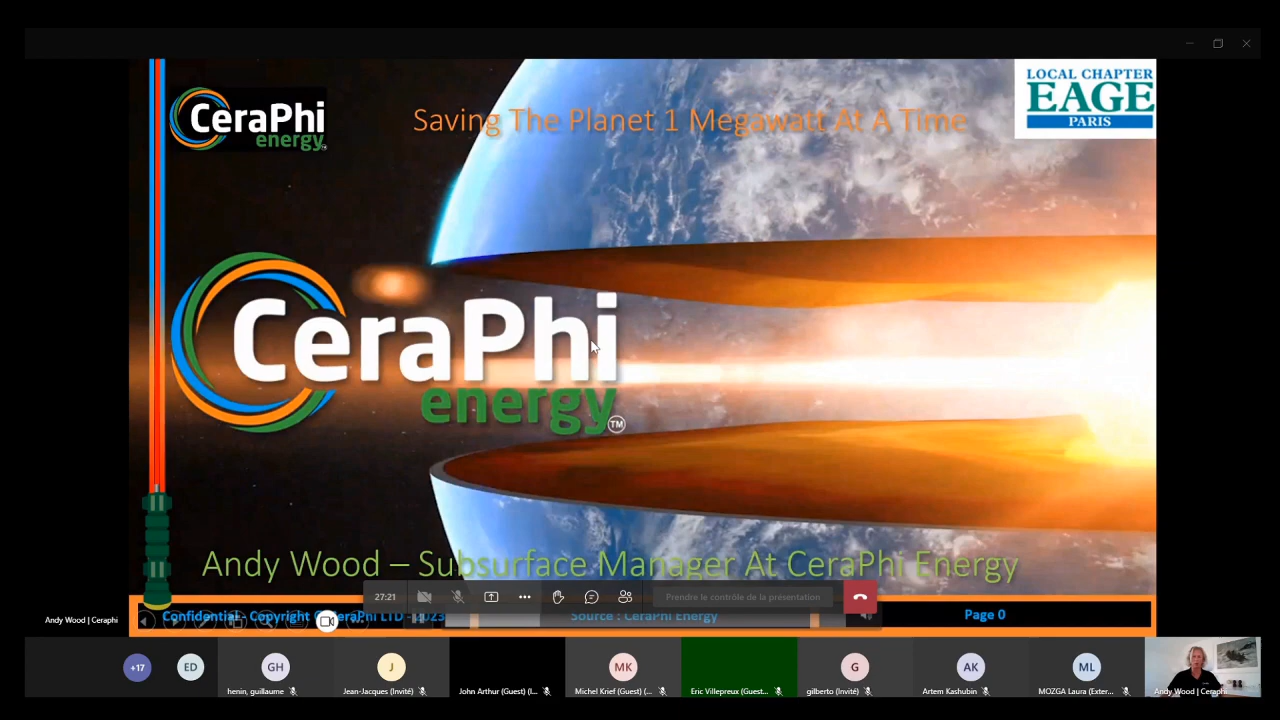 CeraPhi
energy
Saving The Planet 1 Megawatt At A Time
LOCAL CHAPTER
EAGE
PARIS
CeraPhi
energy
TM
Andy Wood – Subsurface Manager At CeraPhi Energy
27:21
Prendre le contrôle de la présentation
Andy Wood | Ceraphi
Confidential - Copyright
LTD
Source : CeraPhi Energy
Page 0
+17
ED
GH
J
MK
G
AK
ML
henin, guillaume
Jean-Jacques (Invité)
John Arthur (Guest) (I...
Michel Krief (Guest) (...
Eric Villepreux (Guest...
gilberto (Invité)
Artem Kashubin
MOZGA Laura (Exter...
Andy Wood | Ceraphi